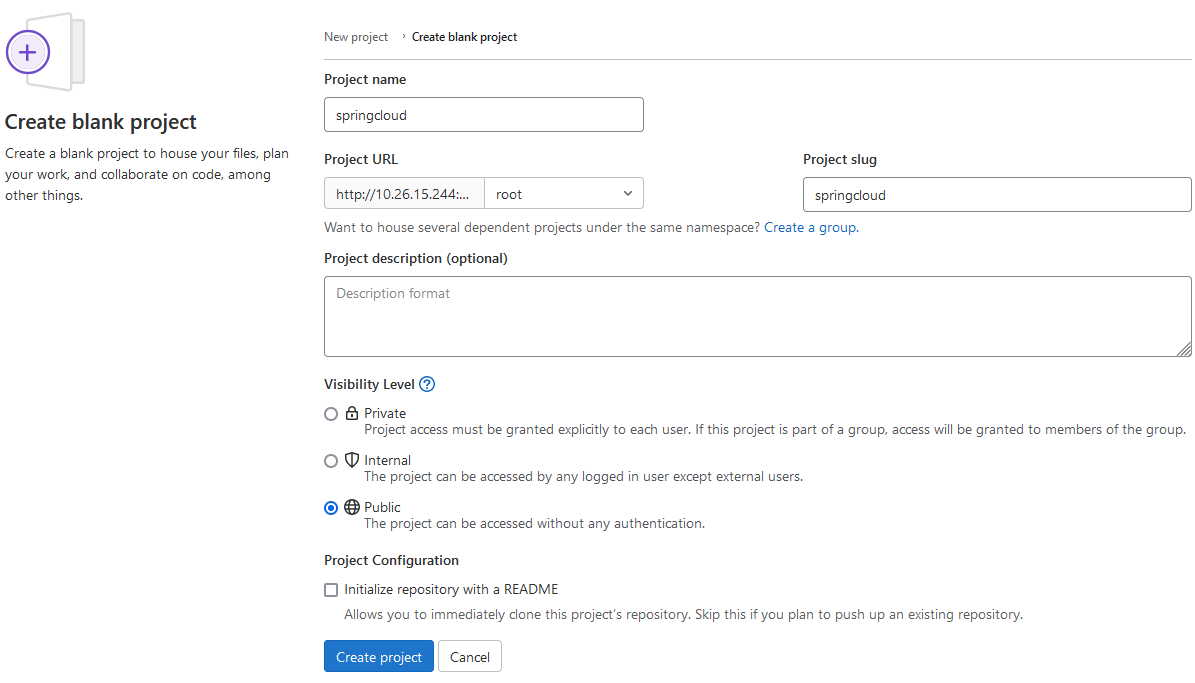 Create blank project
Create a blank project to house your files, plan
your work, and collaborate on code, among
other things.
New project › Create blank project
Project name
springcloud
Project URL
http://10.26.15.244:...
root
Project slug
springcloud
Want to house several dependent projects under the same namespace? Create a group.
Project description (optional)
Description format
Visibility Level ?
Private
Project access must be granted explicitly to each user. If this project is part of a group, access will be granted to members of the group.
Internal
The project can be accessed by any logged in user except external users.
Public
The project can be accessed without any authentication.
Project Configuration
Initialize repository with a README
Allows you to immediately clone this project's repository. Skip this if you plan to push up an existing repository.
Create project
Cancel